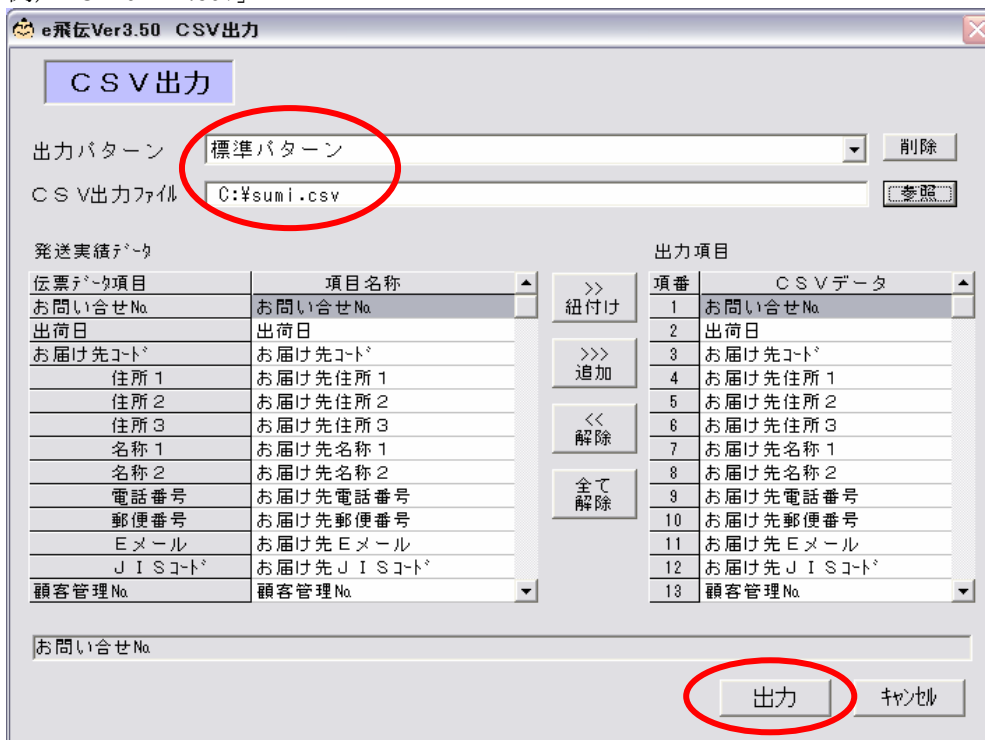 e飛伝Ver3.50 CSV出力
CSV出力
出力パターン 標準パターン 削除
CSV出力ファイル C:¥sumi.csv 参照
発送実績データ 出力項目
伝票データ項目 項目名称 >> 紐付け 項番 CSVデータ
お問い合せ№ お問い合せ№ 1 お問い合せ№
出荷日 出荷日 2 出荷日
お届け先コード お届け先コード >>> 追加 3 お届け先コード
住所1 お届け先住所1 4 お届け先住所1
住所2 お届け先住所2 5 お届け先住所2
住所3 お届け先住所3 << 解除 6 お届け先住所3
名称1 お届け先名称1 7 お届け先名称1
名称2 お届け先名称2 全て 解除 8 お届け先名称2
電話番号 お届け先電話番号 9 お届け先電話番号
郵便番号 お届け先郵便番号 10 お届け先郵便番号
Eメール お届け先Eメール 11 お届け先Eメール
JISコード お届け先JISコード 12 お届け先JISコード
顧客管理№ 顧客管理№ 13 顧客管理№
お問い合せ№
出力 キャンセル